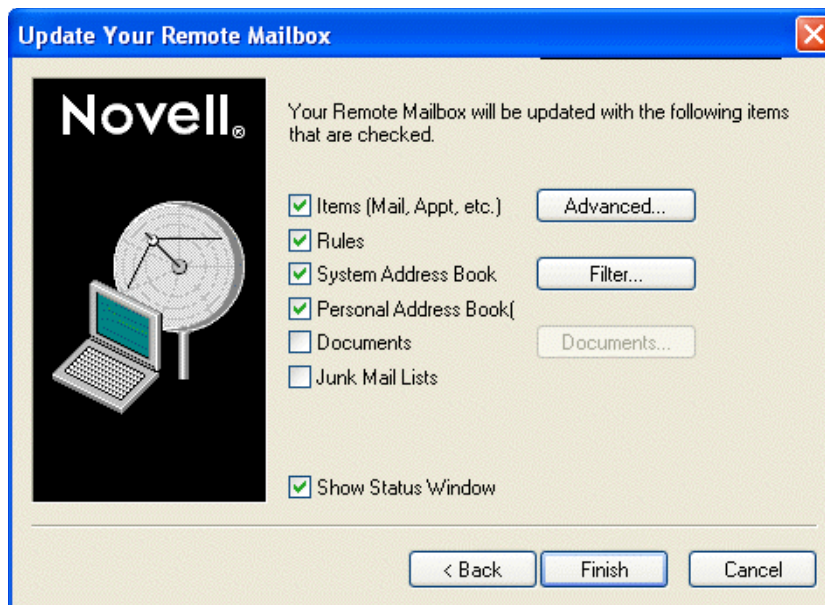 Update Your Remote Mailbox
Novell®
Your Remote Mailbox will be updated with the following items
that are checked.
Items (Mail, Appt, etc.)
Advanced...
Rules
System Address Book
Filter...
Personal Address Book(
Documents
Documents...
Junk Mail Lists
Show Status Window
< Back
Finish
Cancel